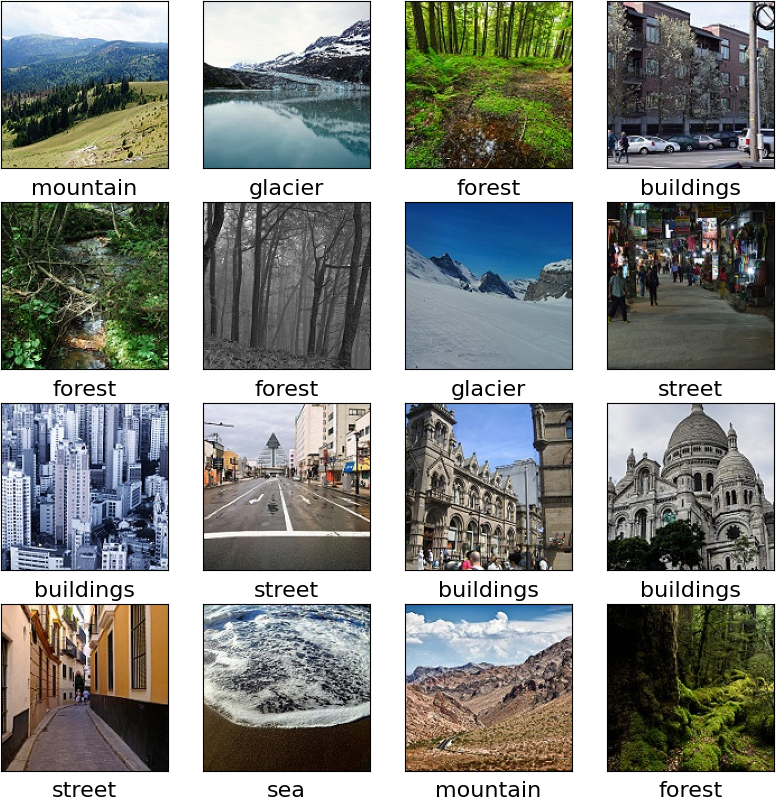 mountain
glacier
forest
buildings
forest
forest
glacier
street
buildings
street
buildings
buildings
street
sea
mountain
forest